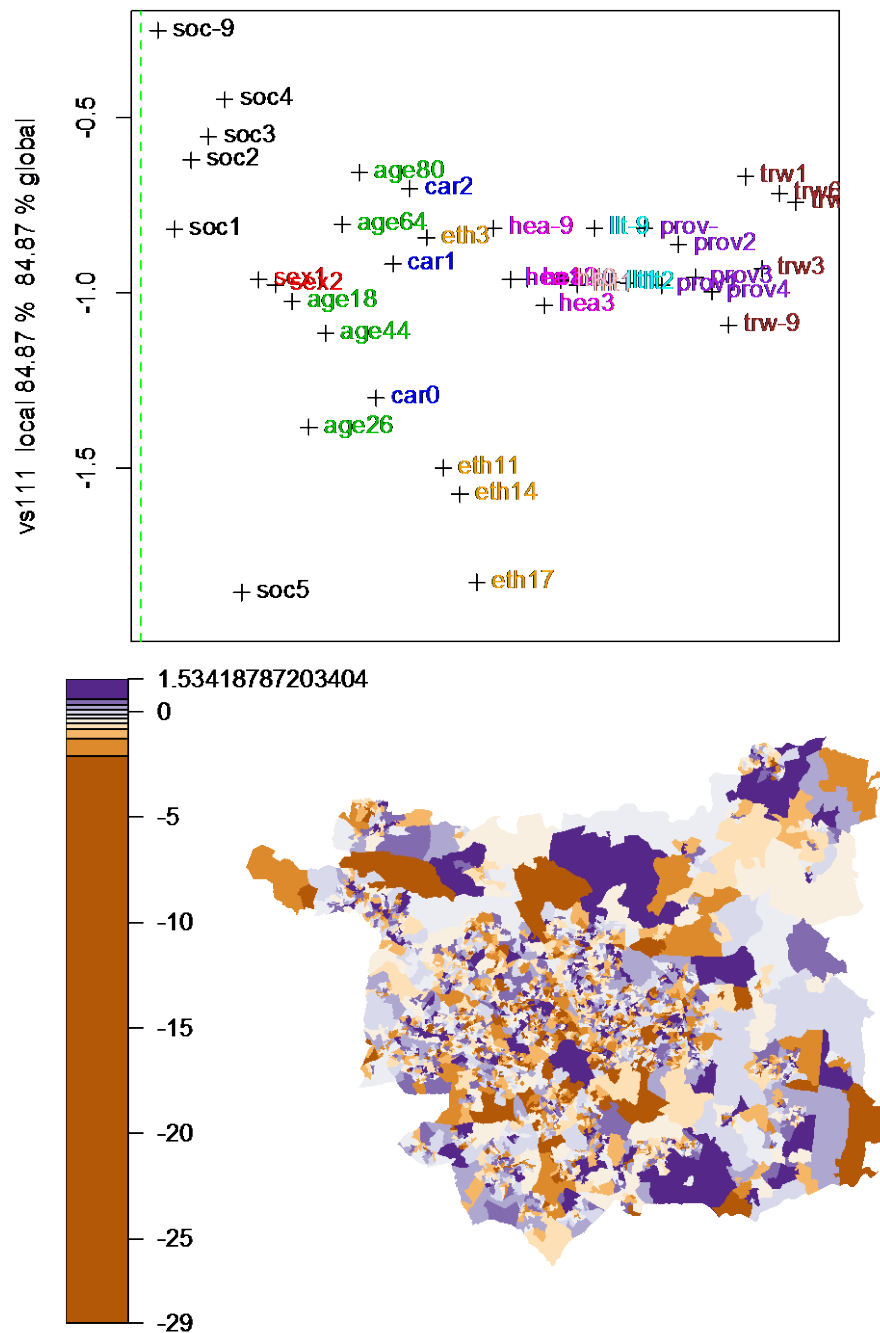 soc-9
soc4
soc3
soc2
soc1
soc5
sex1
sex2
age80
age64
age18
age44
age26
car2
car1
car0
eth3
eth11
eth14
eth17
hea-9
hea3
llt-9
llt2
prov-
prov2
prov3
prov4
trw1
trw3
trw-9
-0.5
-1.0
-1.5
vs111 local 84.87 % 84.87 % global
1.53418787203404
0
-5
-10
-15
-20
-25
-29